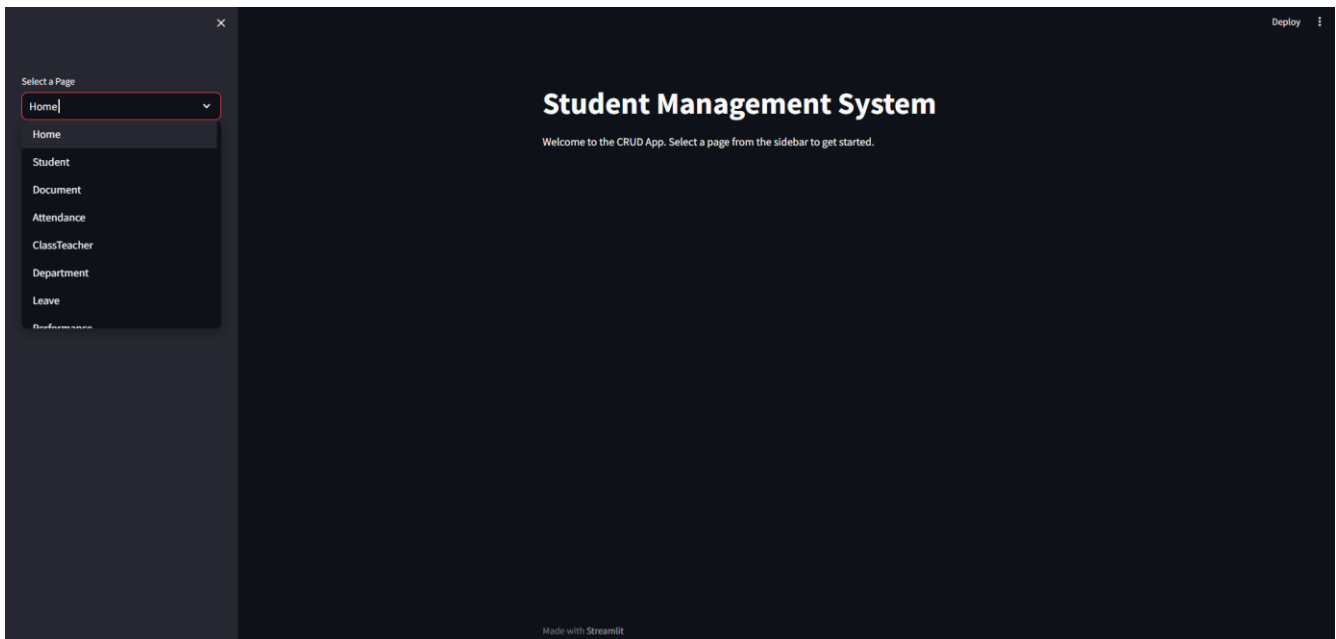 Select a Page
Home
Home
Student
Document
Attendance
ClassTeacher
Department
Leave
Performance
Deploy
Student Management System
Welcome to the CRUD App. Select a page from the sidebar to get started.
Made with Streamlit